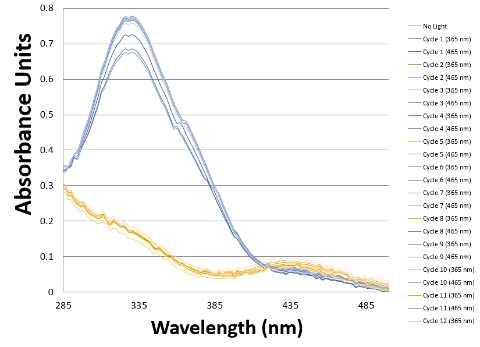 0.8
0.7
0.6
0.5
0.4
0.3
0.2
0.1
0
Absorbance Units
285
335
385
435
485
Wavelength (nm)
No Light
Cycle 1 (365 nm)
Cycle 1 (465 nm)
Cycle 2 (365 nm)
Cycle 2 (465 nm)
Cycle 3 (365 nm)
Cycle 3 (465 nm)
Cycle 4 (365 nm)
Cycle 4 (465 nm)
Cycle 5 (365 nm)
Cycle 5 (465 nm)
Cycle 6 (365 nm)
Cycle 6 (465 nm)
Cycle 7 (365 nm)
Cycle 7 (465 nm)
Cycle 8 (365 nm)
Cycle 8 (465 nm)
Cycle 9 (365 nm)
Cycle 9 (465 nm)
Cycle 10 (365 nm)
Cycle 10 (465 nm)
Cycle 11 (365 nm)
Cycle 11 (465 nm)
Cycle 12 (365 nm)